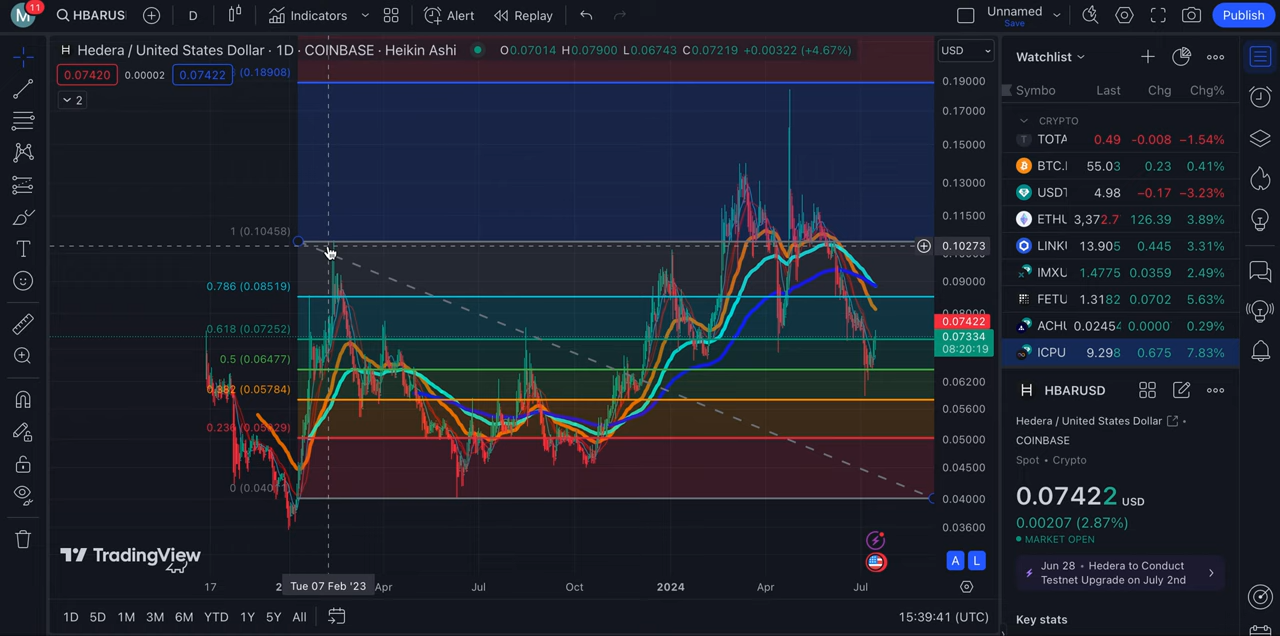 M 11 HBARUS D Indicators Alert Replay Unnamed Save Publish
Hedera / United States Dollar · 1D · COINBASE · Heikin Ashi O0.07014 H0.07900 L0.06743 C0.07219 +0.00322 (+4.67%) USD
0.07420 0.00002 0.07422 (0.18908)
2
1 (0.10458)
0.786 (0.08519)
0.618 (0.07252)
0.5 (0.06477)
0.382 (0.05784)
0.236 (0.05029)
0.19000
0.17000
0.15000
0.13000
0.11500
0.10273
0.09000
0.07422
0.07334
08:20:19
0.06200
0.05600
0.05000
0.04500
0.04000
0.03600
TradingView
A L
17 Tue 07 Feb '23 Apr Jul Oct 2024 Apr Jul
1D 5D 1M 3M 6M YTD 1Y 5Y All 15:39:41 (UTC)
Watchlist
Symbo Last Chg Chg%
CRYPTO
TOTA 0.49 −0.008 −1.54%
BTC.I 55.03 0.23 0.41%
USDT 4.98 −0.17 −3.23%
ETHU 3,372.7 126.39 3.89%
LINKU 13.905 0.445 3.31%
IMXU 1.4775 0.0359 2.49%
FETU 1.3182 0.0702 5.63%
ACHU 0.02454 0.0000 0.29%
ICPU 9.298 0.675 7.83%
H HBARUSD
Hedera / United States Dollar
COINBASE
Spot • Crypto
0.07422 USD
0.00207 (2.87%)
MARKET OPEN
Jun 28 • Hedera to Conduct
Testnet Upgrade on July 2nd
Key stats